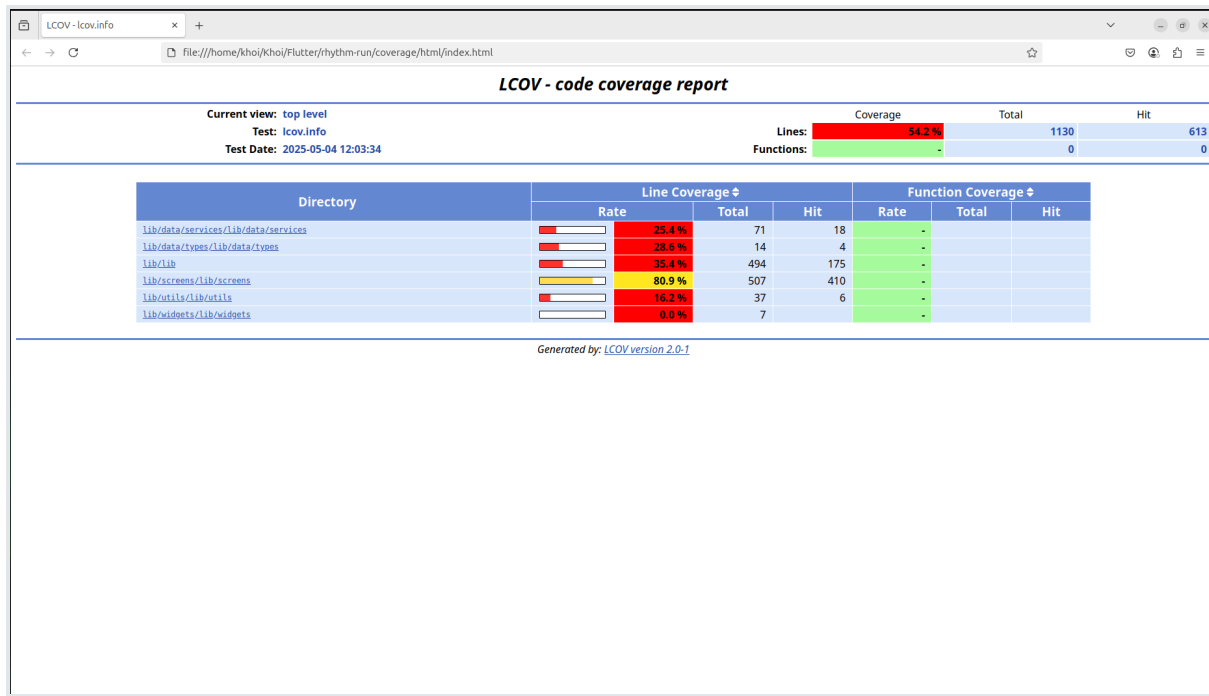 LCOV - lcov.info
file:///home/khoi/Khoi/Flutter/rhythm-run/coverage/html/index.html
LCOV - code coverage report
Current view: top level Coverage Total Hit
Test: lcov.info Lines: 54.2 % 1130 613
Test Date: 2025-05-04 12:03:34 Functions: - 0 0
Directory Line Coverage Function Coverage
Rate Total Hit Rate Total Hit
lib/data/services/lib/data/services 25.4 % 71 18 -
lib/data/types/lib/data/types 28.6 % 14 4 -
lib/lib 35.4 % 494 175 -
lib/screens/lib/screens 80.9 % 507 410 -
lib/utils/lib/utils 16.2 % 37 6 -
lib/widgets/lib/widgets 0.0 % 7 -
Generated by: LCOV version 2.0-1